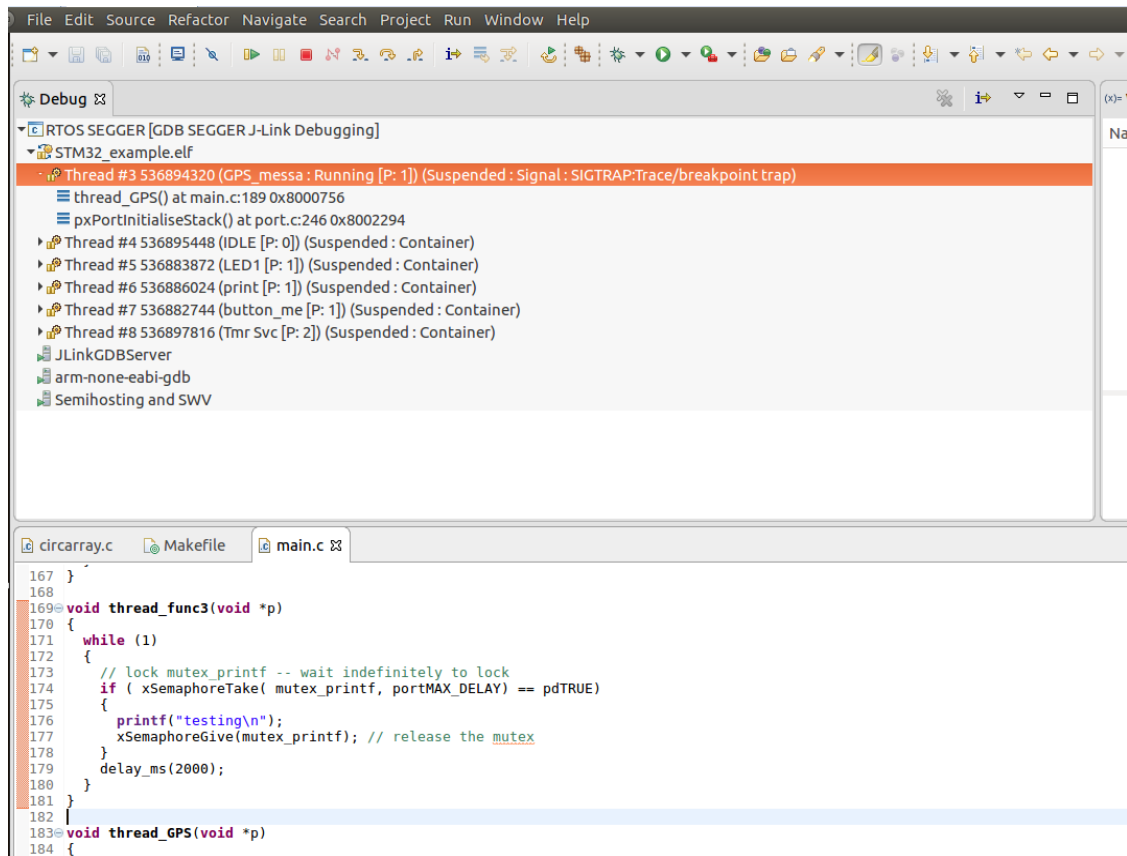 File Edit Source Refactor Navigate Search Project Run Window Help
Debug
(x)=
RTOS SEGGER [GDB SEGGER J-Link Debugging]
Na
STM32_example.elf
Thread #3 536894320 (GPS_messa : Running [P: 1]) (Suspended : Signal : SIGTRAP:Trace/breakpoint trap)
thread_GPS() at main.c:189 0x8000756
pxPortInitialiseStack() at port.c:246 0x8002294
Thread #4 536895448 (IDLE [P: 0]) (Suspended : Container)
Thread #5 536883872 (LED1 [P: 1]) (Suspended : Container)
Thread #6 536886024 (print [P: 1]) (Suspended : Container)
Thread #7 536882744 (button_me [P: 1]) (Suspended : Container)
Thread #8 536897816 (Tmr Svc [P: 2]) (Suspended : Container)
JLinkGDBServer
arm-none-eabi-gdb
Semihosting and SWV
circarray.c Makefile main.c
167 }
168
169 void thread_func3(void *p)
170 {
171   while (1)
172   {
173     // lock mutex_printf -- wait indefinitely to lock
174     if ( xSemaphoreTake( mutex_printf, portMAX_DELAY) == pdTRUE)
175     {
176       printf("testing\n");
177       xSemaphoreGive(mutex_printf); // release the mutex
178     }
179     delay_ms(2000);
180   }
181 }
182
183 void thread_GPS(void *p)
184 {